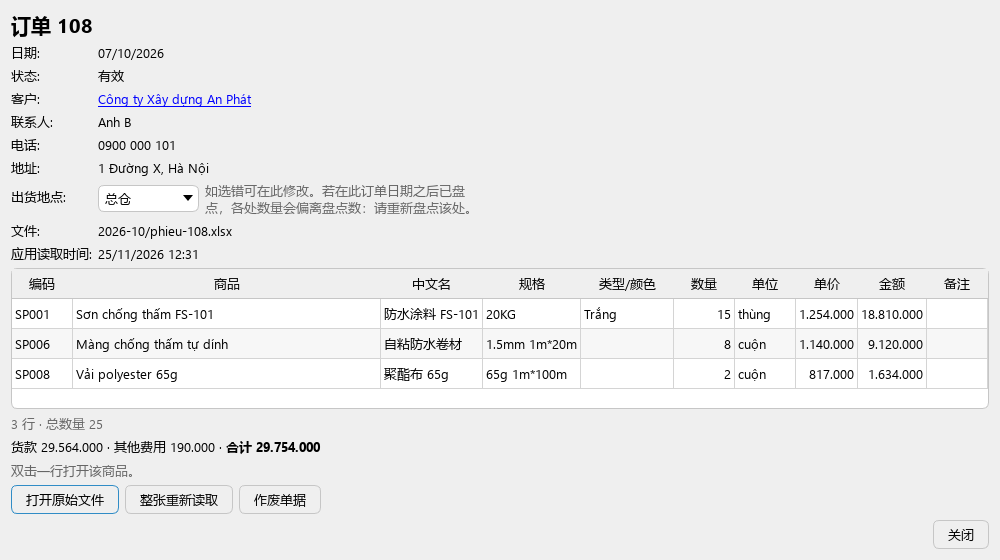 订单 108
日期: 07/10/2026
状态: 有效
客户: Công ty Xây dựng An Phát
联系人: Anh B
电话: 0900 000 101
地址: 1 Đường X, Hà Nội
出货地点: 总仓 如选错可在此修改。若在此订单日期之后已盘
点，各处数量会偏离盘点数：请重新盘点该处。
文件: 2026-10/phieu-108.xlsx
应用读取时间: 25/11/2026 12:31
编码 商品 中文名 规格 类型/颜色 数量 单位 单价 金额 备注
SP001 Sơn chống thấm FS-101 防水涂料 FS-101 20KG Trắng 15 thùng 1.254.000 18.810.000
SP006 Màng chống thấm tự dính 自粘防水卷材 1.5mm 1m*20m 8 cuộn 1.140.000 9.120.000
SP008 Vải polyester 65g 聚酯布 65g 65g 1m*100m 2 cuộn 817.000 1.634.000
3 行 · 总数量 25
货款 29.564.000 · 其他费用 190.000 · 合计 29.754.000
双击一行打开该商品。
打开原始文件 整张重新读取 作废单据
关闭